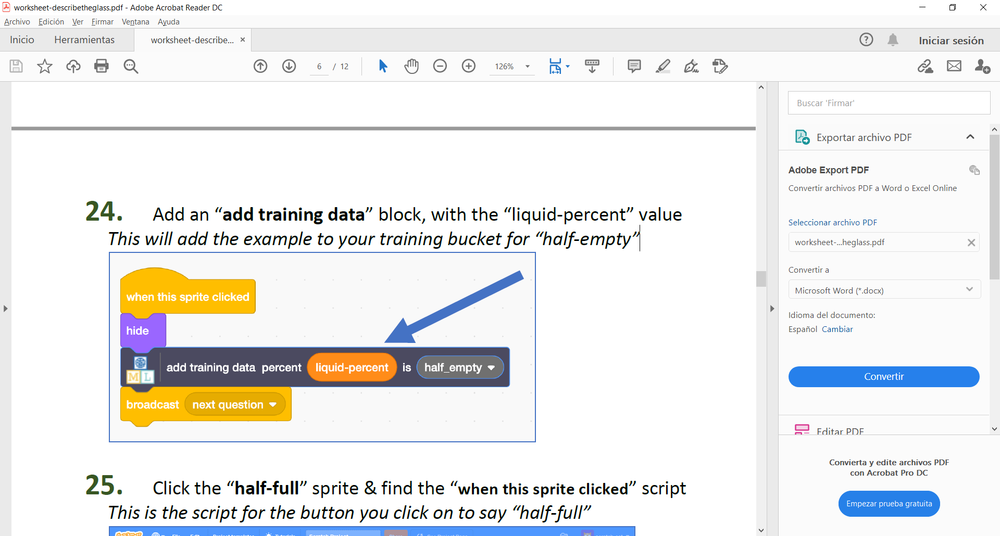 worksheet-describetheglass.pdf - Adobe Acrobat Reader DC
Archivo Edición Ver Firmar Ventana Ayuda
Inicio Herramientas worksheet-describe... × Iniciar sesión
6 / 12 126%
Buscar 'Firmar'
Exportar archivo PDF
Adobe Export PDF
Convertir archivos PDF a Word o Excel Online
Seleccionar archivo PDF
worksheet-...heglass.pdf
Convertir a
Microsoft Word (*.docx)
Idioma del documento:
Español Cambiar
Convertir
Editar PDF
Convierta y edite archivos PDF
con Acrobat Pro DC
Empezar prueba gratuita
24. Add an “add training data” block, with the “liquid-percent” value
This will add the example to your training bucket for “half-empty”
when this sprite clicked
hide
ML add training data percent liquid-percent is half_empty
broadcast next question
25. Click the “half-full” sprite & find the “when this sprite clicked” script
This is the script for the button you click on to say “half-full”